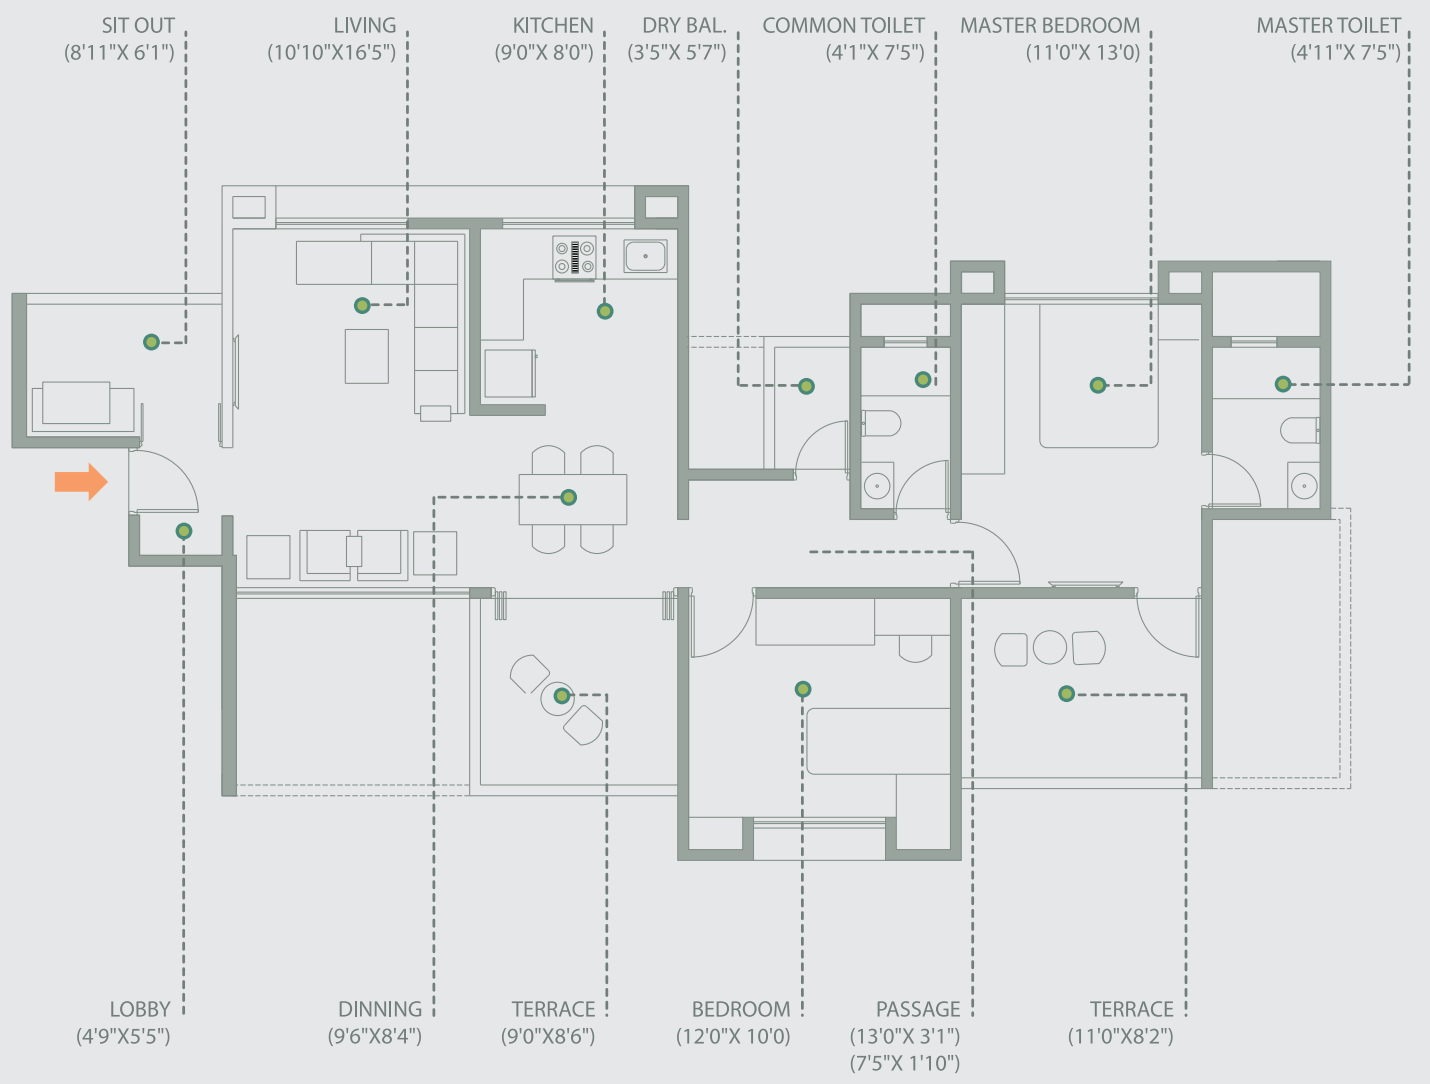 SIT OUT
(8'11"X 6'1")
LIVING
(10'10"X16'5")
KITCHEN
(9'0"X 8'0")
DRY BAL.
(3'5"X 5'7")
COMMON TOILET
(4'1"X 7'5")
MASTER BEDROOM
(11'0"X 13'0)
MASTER TOILET
(4'11"X 7'5")
LOBBY
(4'9"X5'5")
DINNING
(9'6"X8'4")
TERRACE
(9'0"X8'6")
BEDROOM
(12'0"X 10'0)
PASSAGE
(13'0"X 3'1")
(7'5"X 1'10")
TERRACE
(11'0"X8'2")